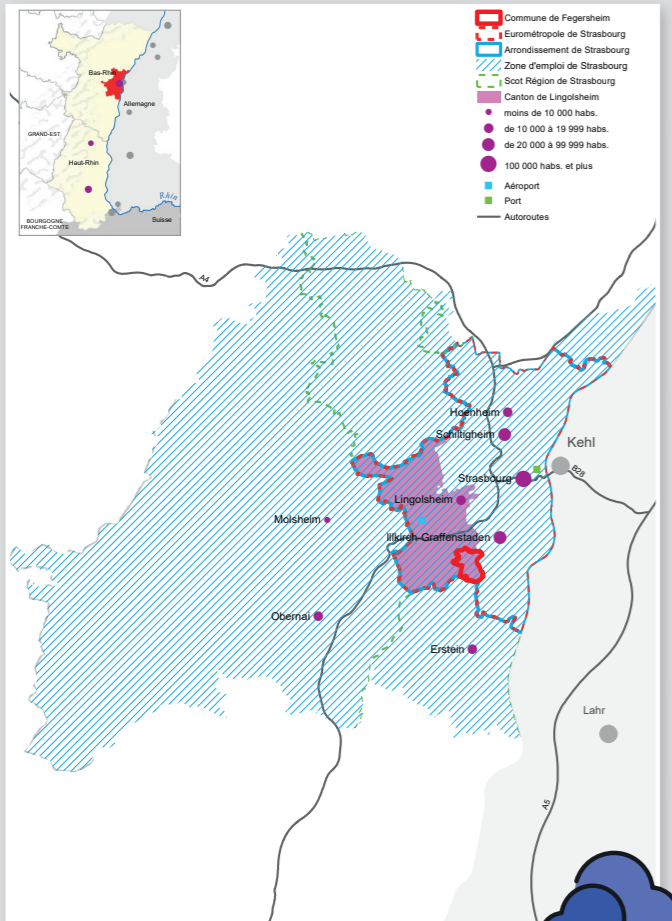 Bas-Rhin
Allemagne
GRAND-EST
Haut-Rhin
Rhin
BOURGOGNE
FRANCHE-COMTE
Suisse
Commune de Fegersheim
Eurométropole de Strasbourg
Arrondissement de Strasbourg
Zone d'emploi de Strasbourg
Scot Région de Strasbourg
Canton de Lingolsheim
moins de 10 000 habs.
de 10 000 à 19 999 habs.
de 20 000 à 99 999 habs.
100 000 habs. et plus
Aéroport
Port
Autoroutes
A4
Hoenheim
Schiltigheim
Kehl
Strasbourg
B28
Lingolsheim
Molsheim
Illkirch-Graffenstaden
Obernai
Erstein
Lahr
A5